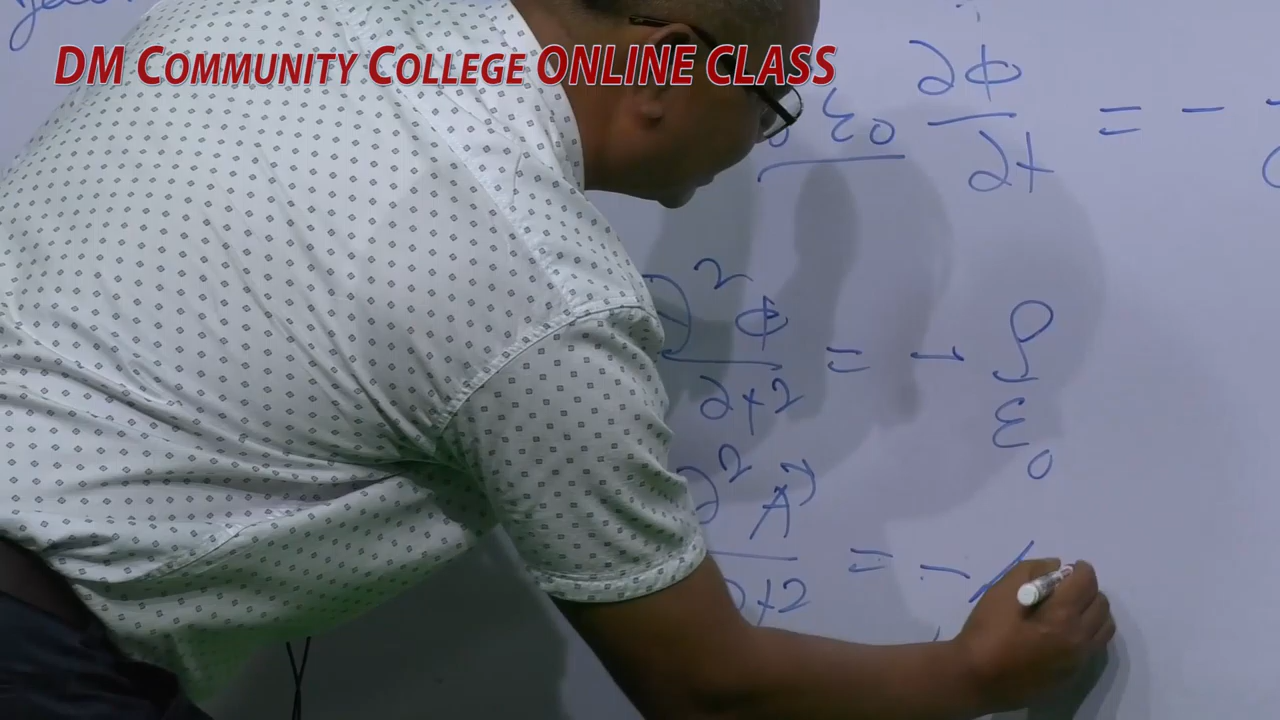 DM COMMUNITY COLLEGE ONLINE CLASS
ε₀ ∂ϕ/∂t = -
∂²ϕ/∂t² = - ρ/ε₀
∂²A⃗/∂t² = -